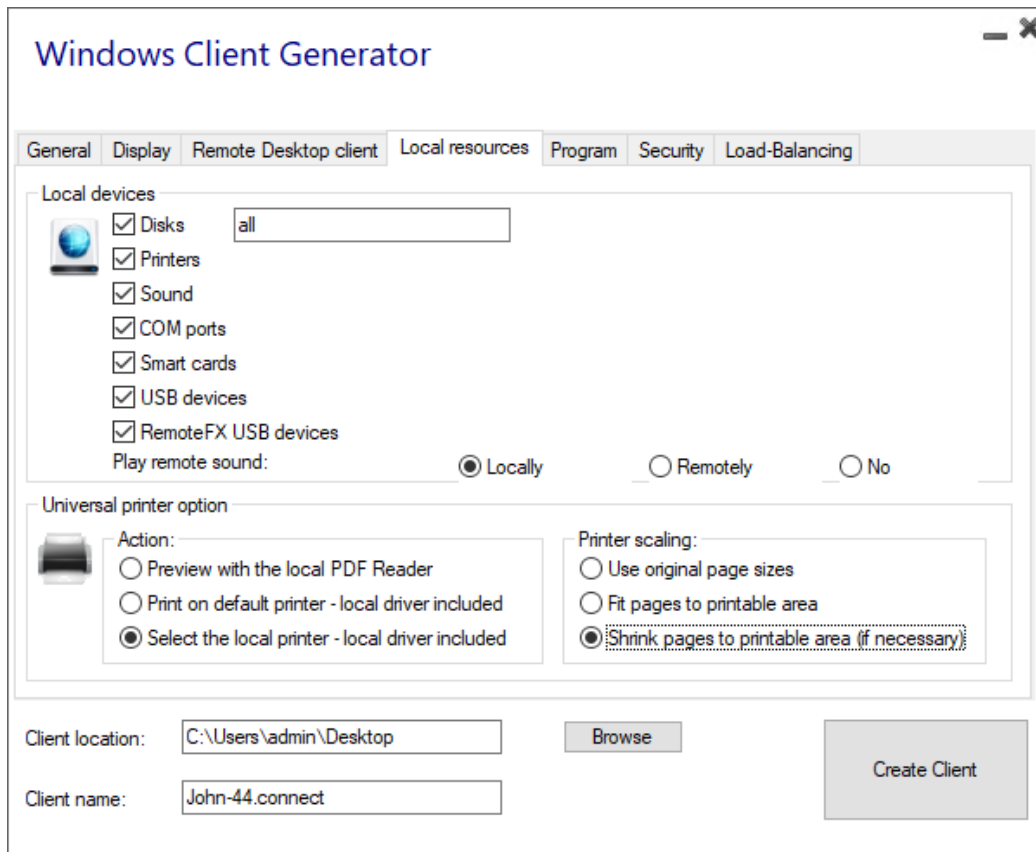 Windows Client Generator
General Display Remote Desktop client Local resources Program Security Load-Balancing
Local devices
Disks all
Printers
Sound
COM ports
Smart cards
USB devices
RemoteFX USB devices
Play remote sound: Locally Remotely No
Universal printer option
Action: Printer scaling:
Preview with the local PDF Reader Use original page sizes
Print on default printer - local driver included Fit pages to printable area
Select the local printer - local driver included Shrink pages to printable area (if necessary)
Client location: C:\Users\admin\Desktop Browse
Create Client
Client name: John-44.connect